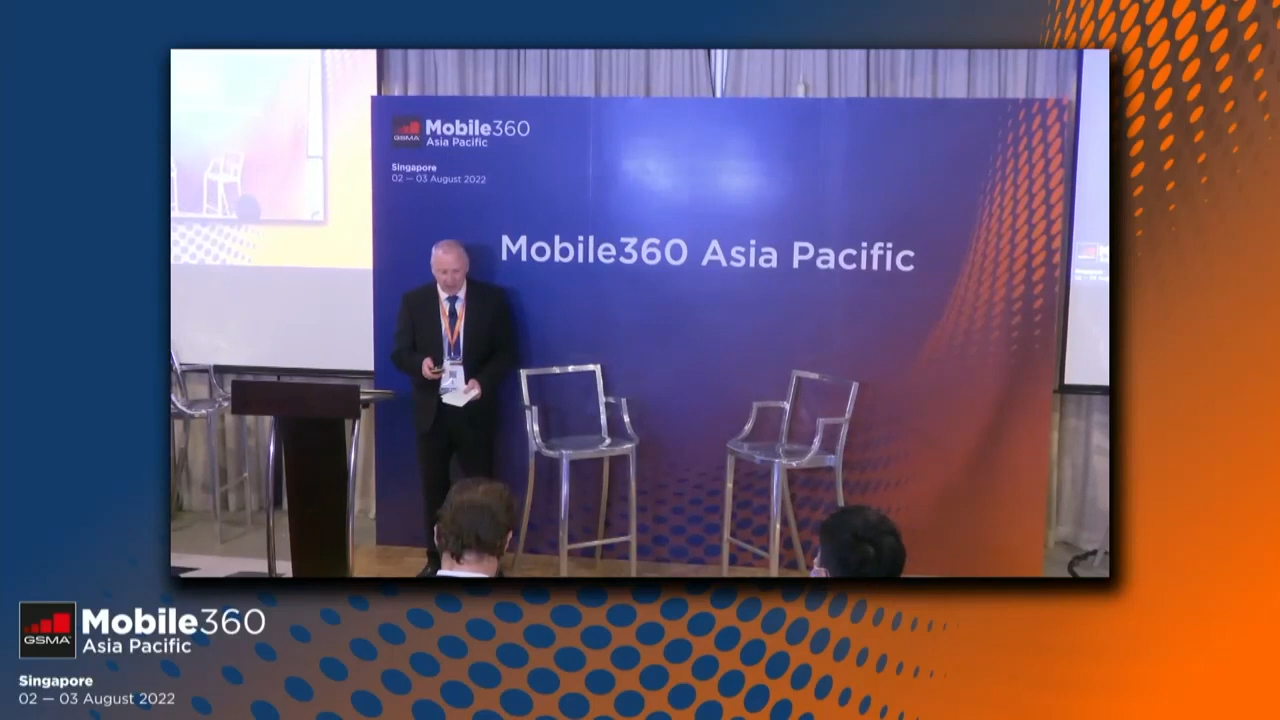 GSMA
Mobile360
Asia Pacific
Singapore
02 — 03 August 2022
Mobile360 Asia Pacific
GSMA
Mobile360
Asia Pacific
Singapore
02 — 03 August 2022